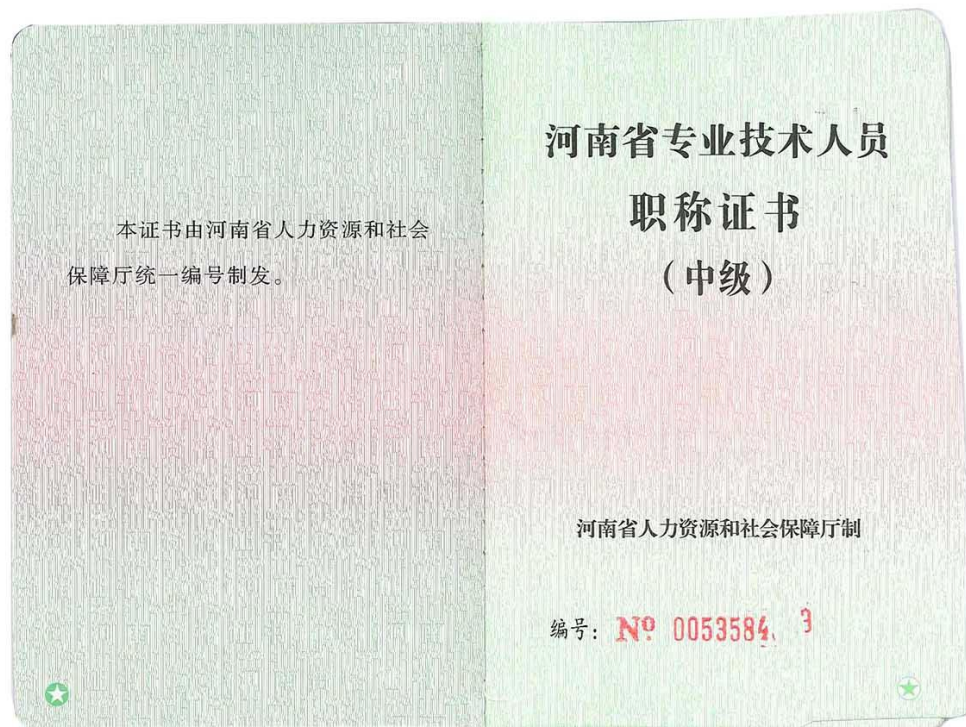 本证书由河南省人力资源和社会
保障厅统一编号制发。
河南省专业技术人员
职称证书
（中级）
河南省人力资源和社会保障厅制
编号：Nº 0053584、3